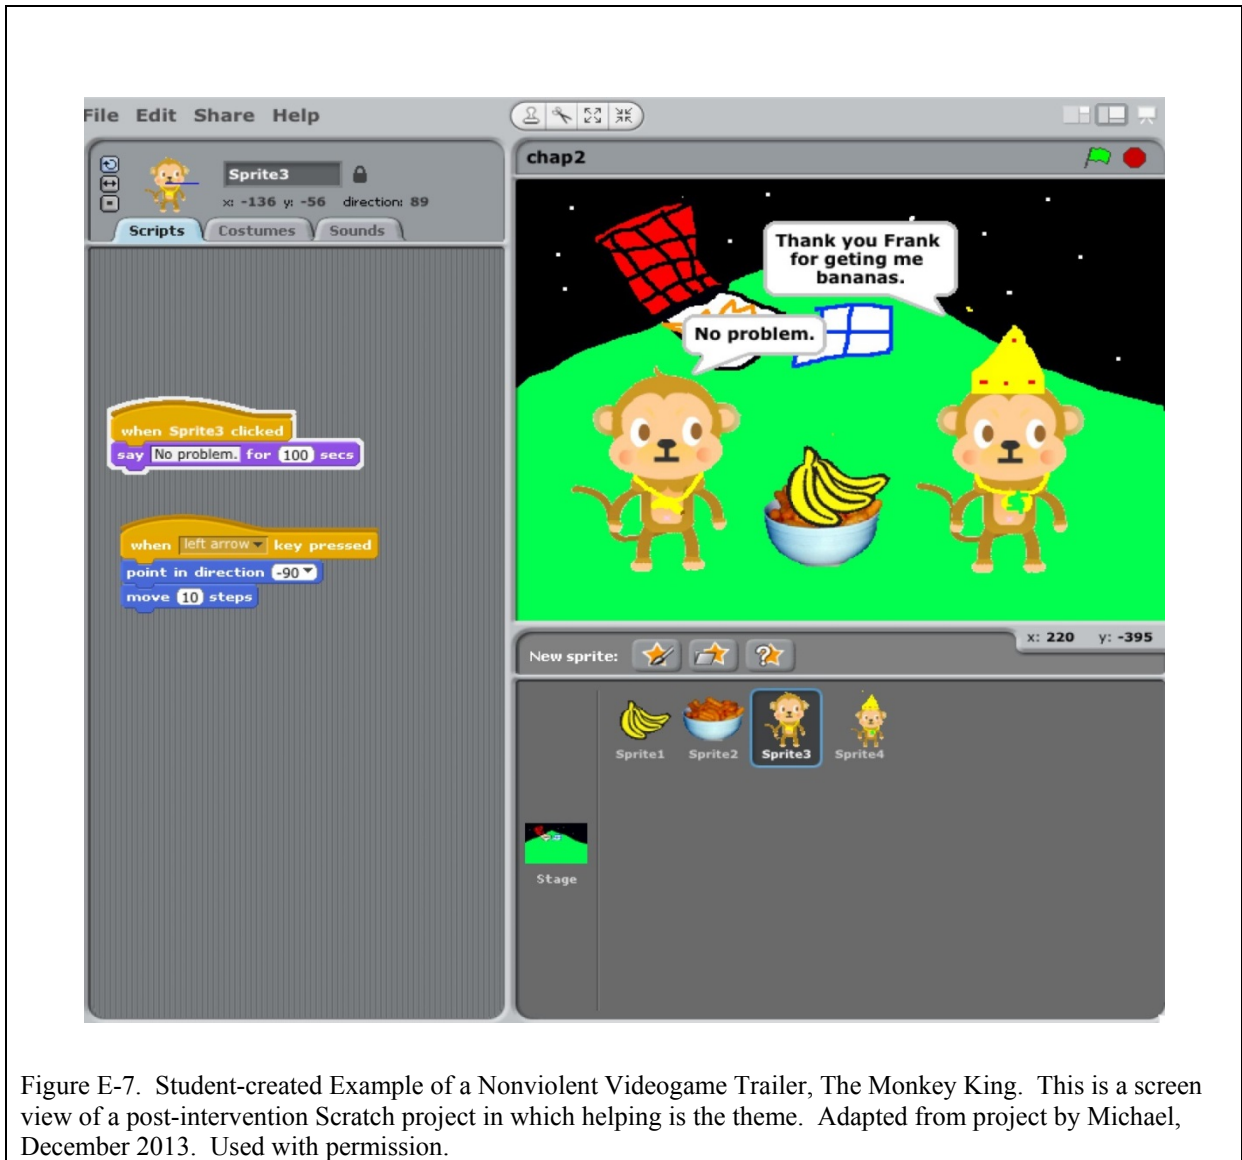 File Edit Share Help
Sprite3
x: -136 y: -56 direction: 89
Scripts Costumes Sounds
when Sprite3 clicked
say No problem. for 100 secs
when left arrow key pressed
point in direction -90
move 10 steps
chap2
Thank you Frank
for geting me
bananas.
No problem.
x: 220 y: -395
New sprite:
Sprite1 Sprite2 Sprite3 Sprite4
Stage
Figure E-7. Student-created Example of a Nonviolent Videogame Trailer, The Monkey King. This is a screen
view of a post-intervention Scratch project in which helping is the theme. Adapted from project by Michael,
December 2013. Used with permission.